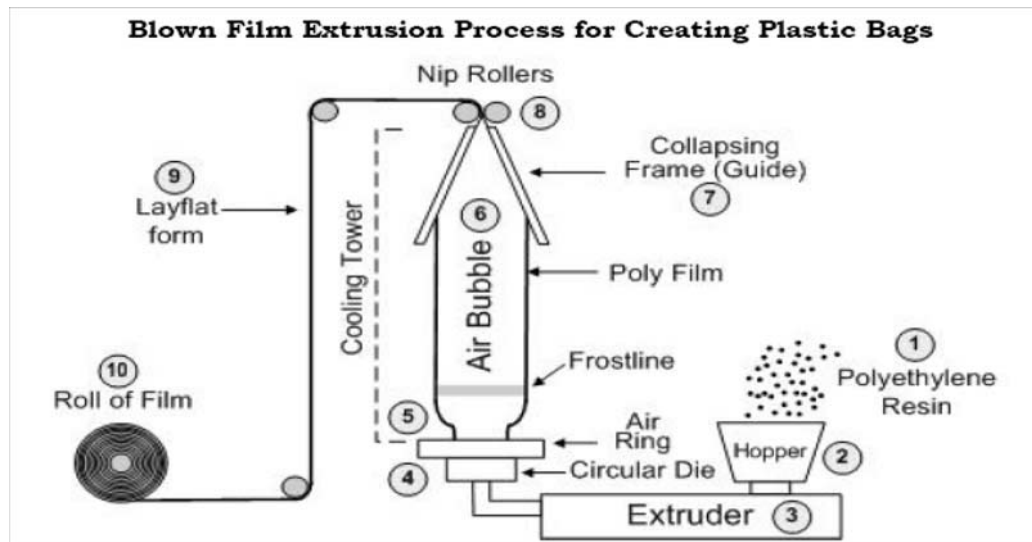 Blown Film Extrusion Process for Creating Plastic Bags
Nip Rollers
8
Collapsing
Frame (Guide)
7
9
Layflat
form
6
Cooling Tower
Air Bubble
Poly Film
1
Polyethylene
Resin
Frostline
10
Roll of Film
5
Air
Ring
Hopper
2
4
Circular Die
Extruder
3